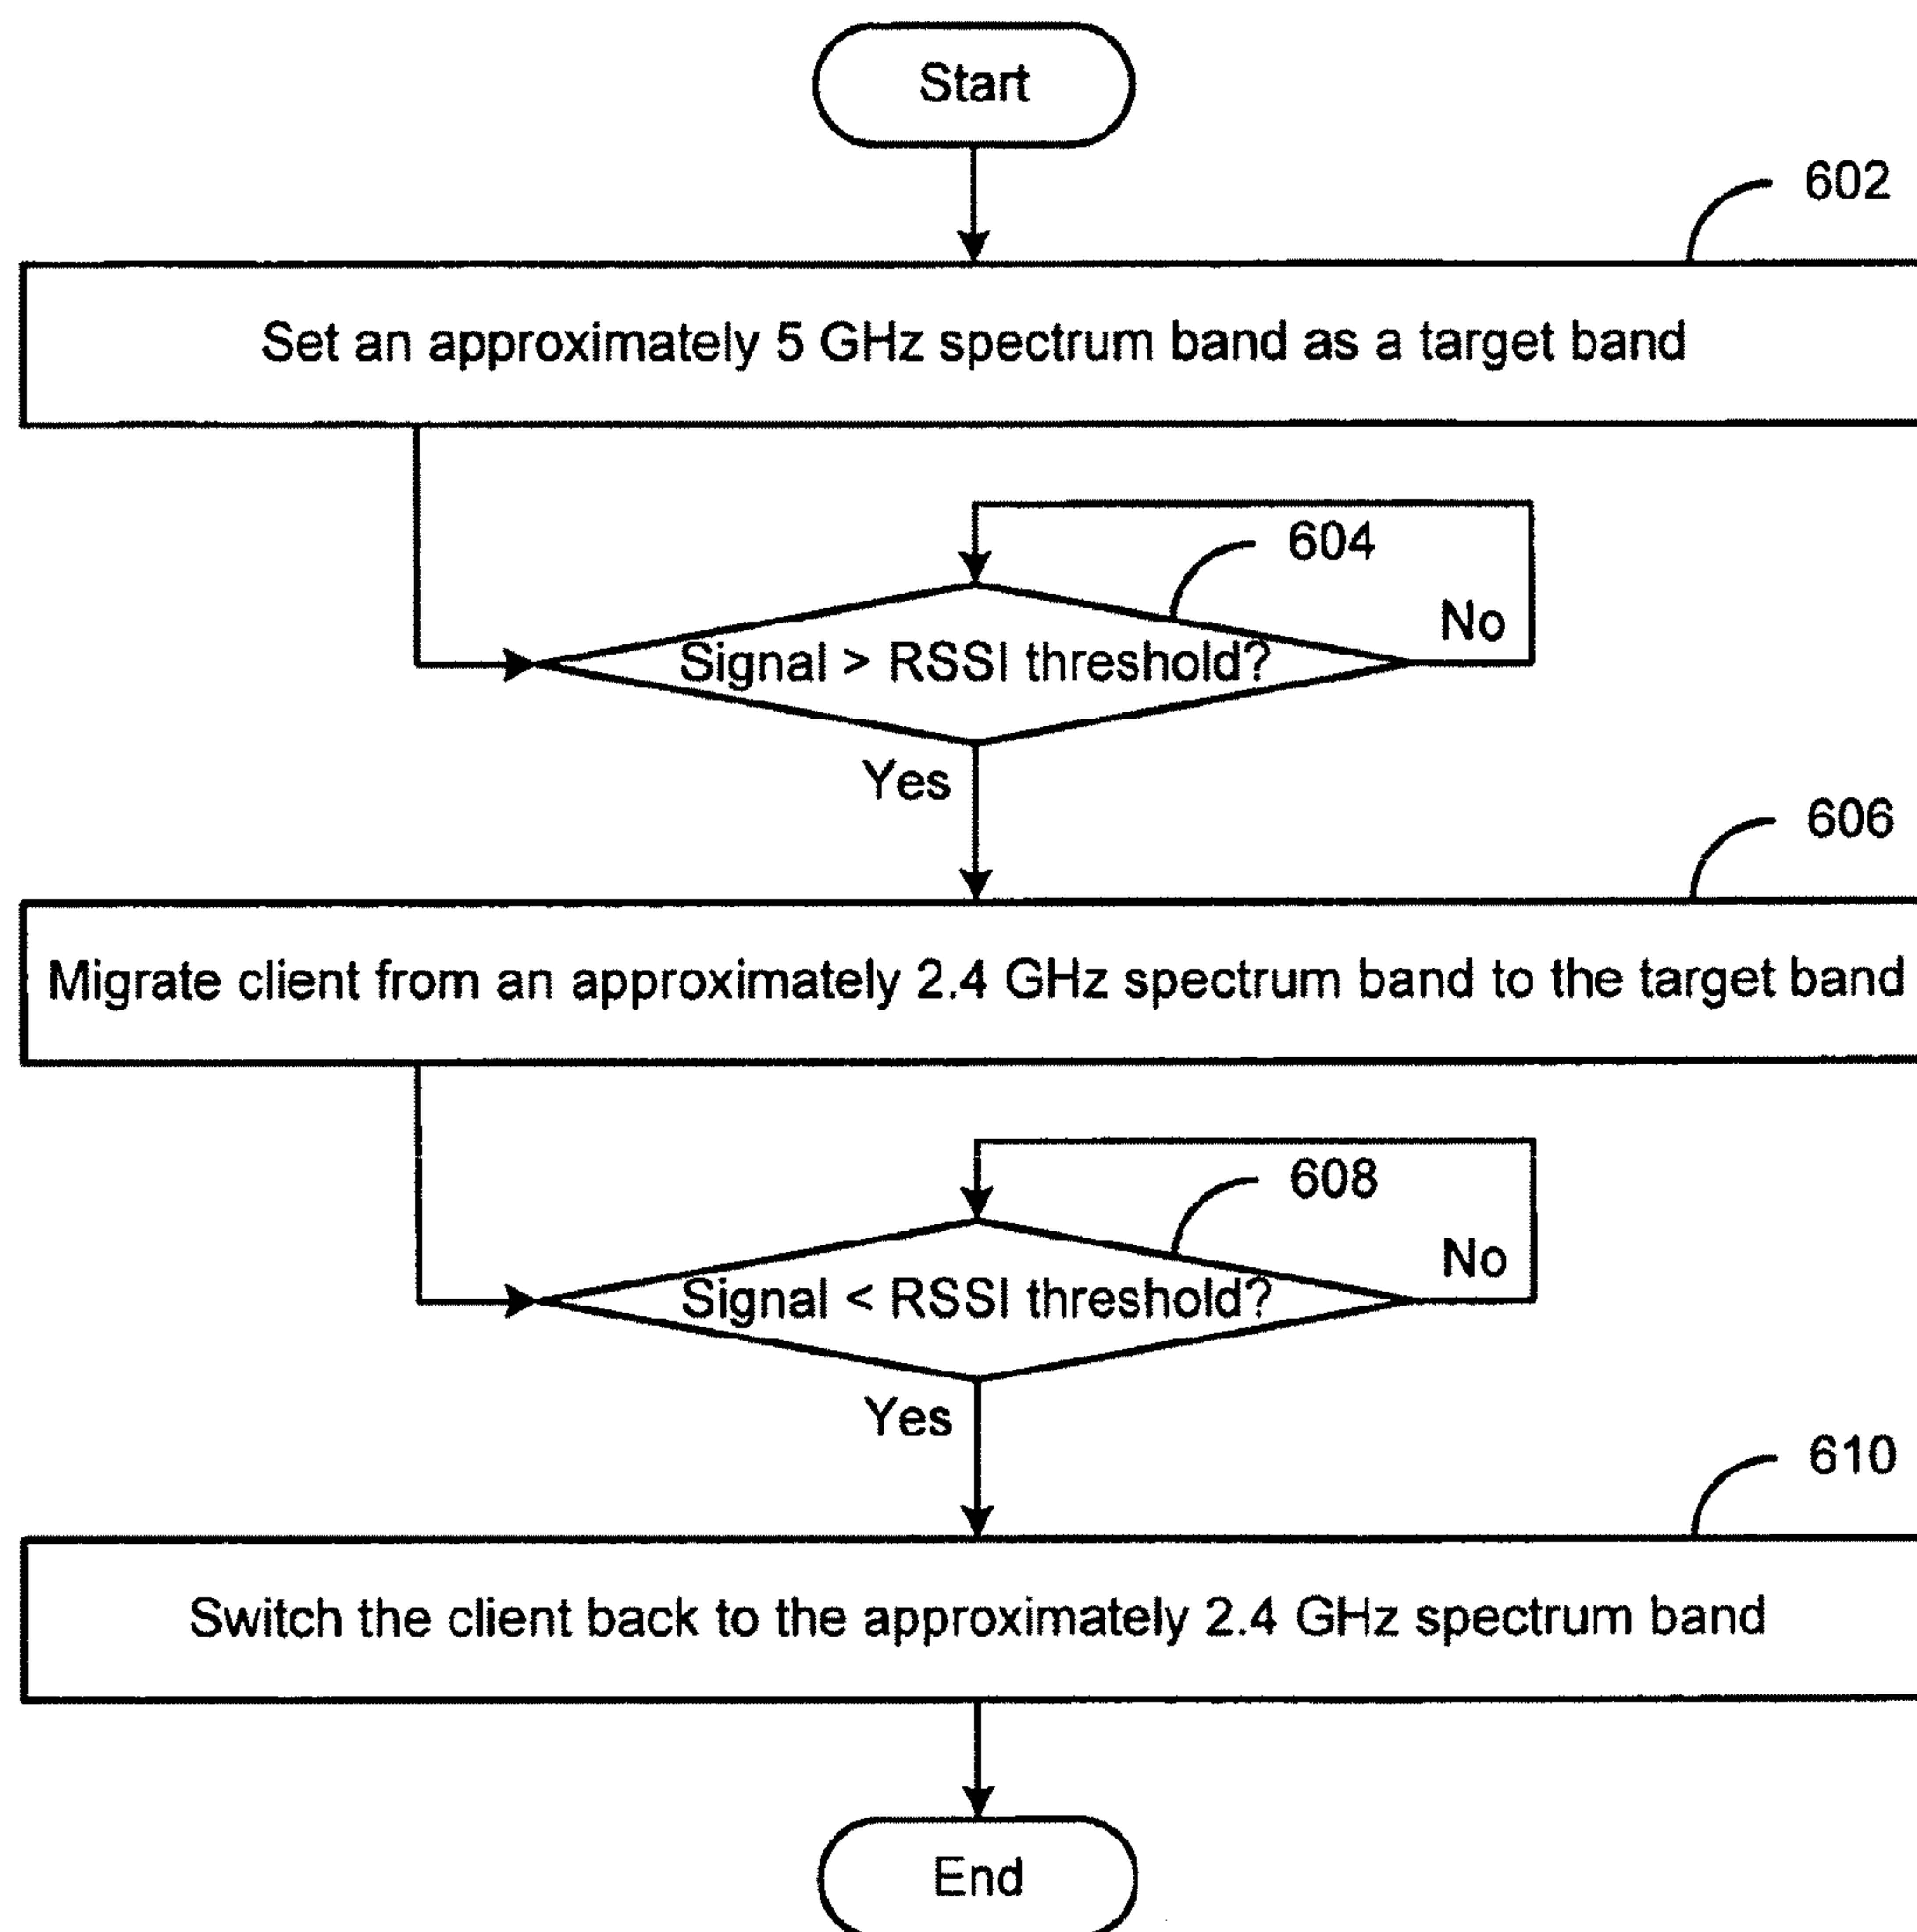 Start
602
Set an approximately 5 GHz spectrum band as a target band
604
No
Signal > RSSI threshold?
Yes
606
Migrate client from an approximately 2.4 GHz spectrum band to the target band
608
No
Signal < RSSI threshold?
Yes
610
Switch the client back to the approximately 2.4 GHz spectrum band
End